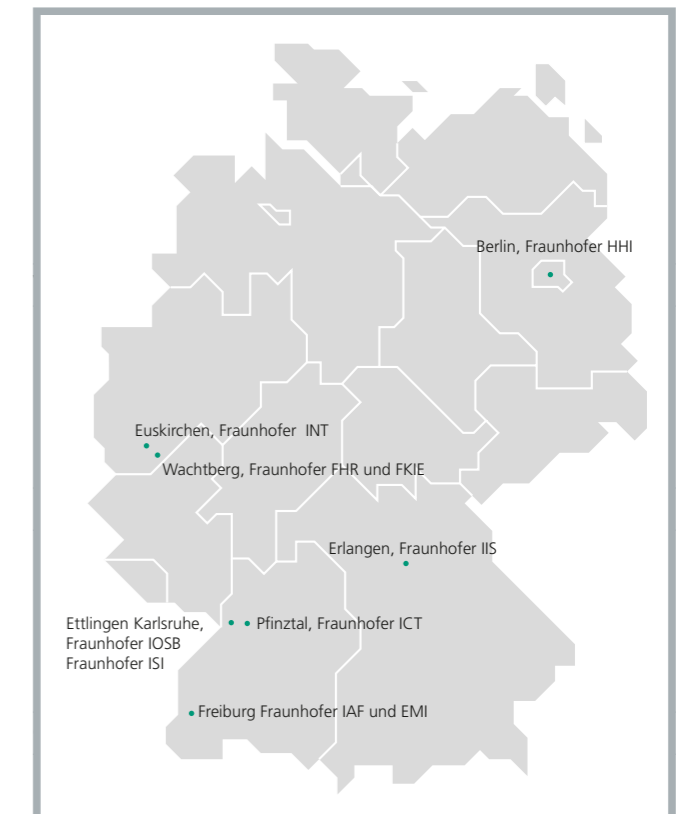 Berlin, Fraunhofer HHI
Euskirchen, Fraunhofer INT
Wachtberg, Fraunhofer FHR und FKIE
Erlangen, Fraunhofer IIS
Ettlingen Karlsruhe,
Fraunhofer IOSB
Fraunhofer ISI
Pfinztal, Fraunhofer ICT
Freiburg Fraunhofer IAF und EMI